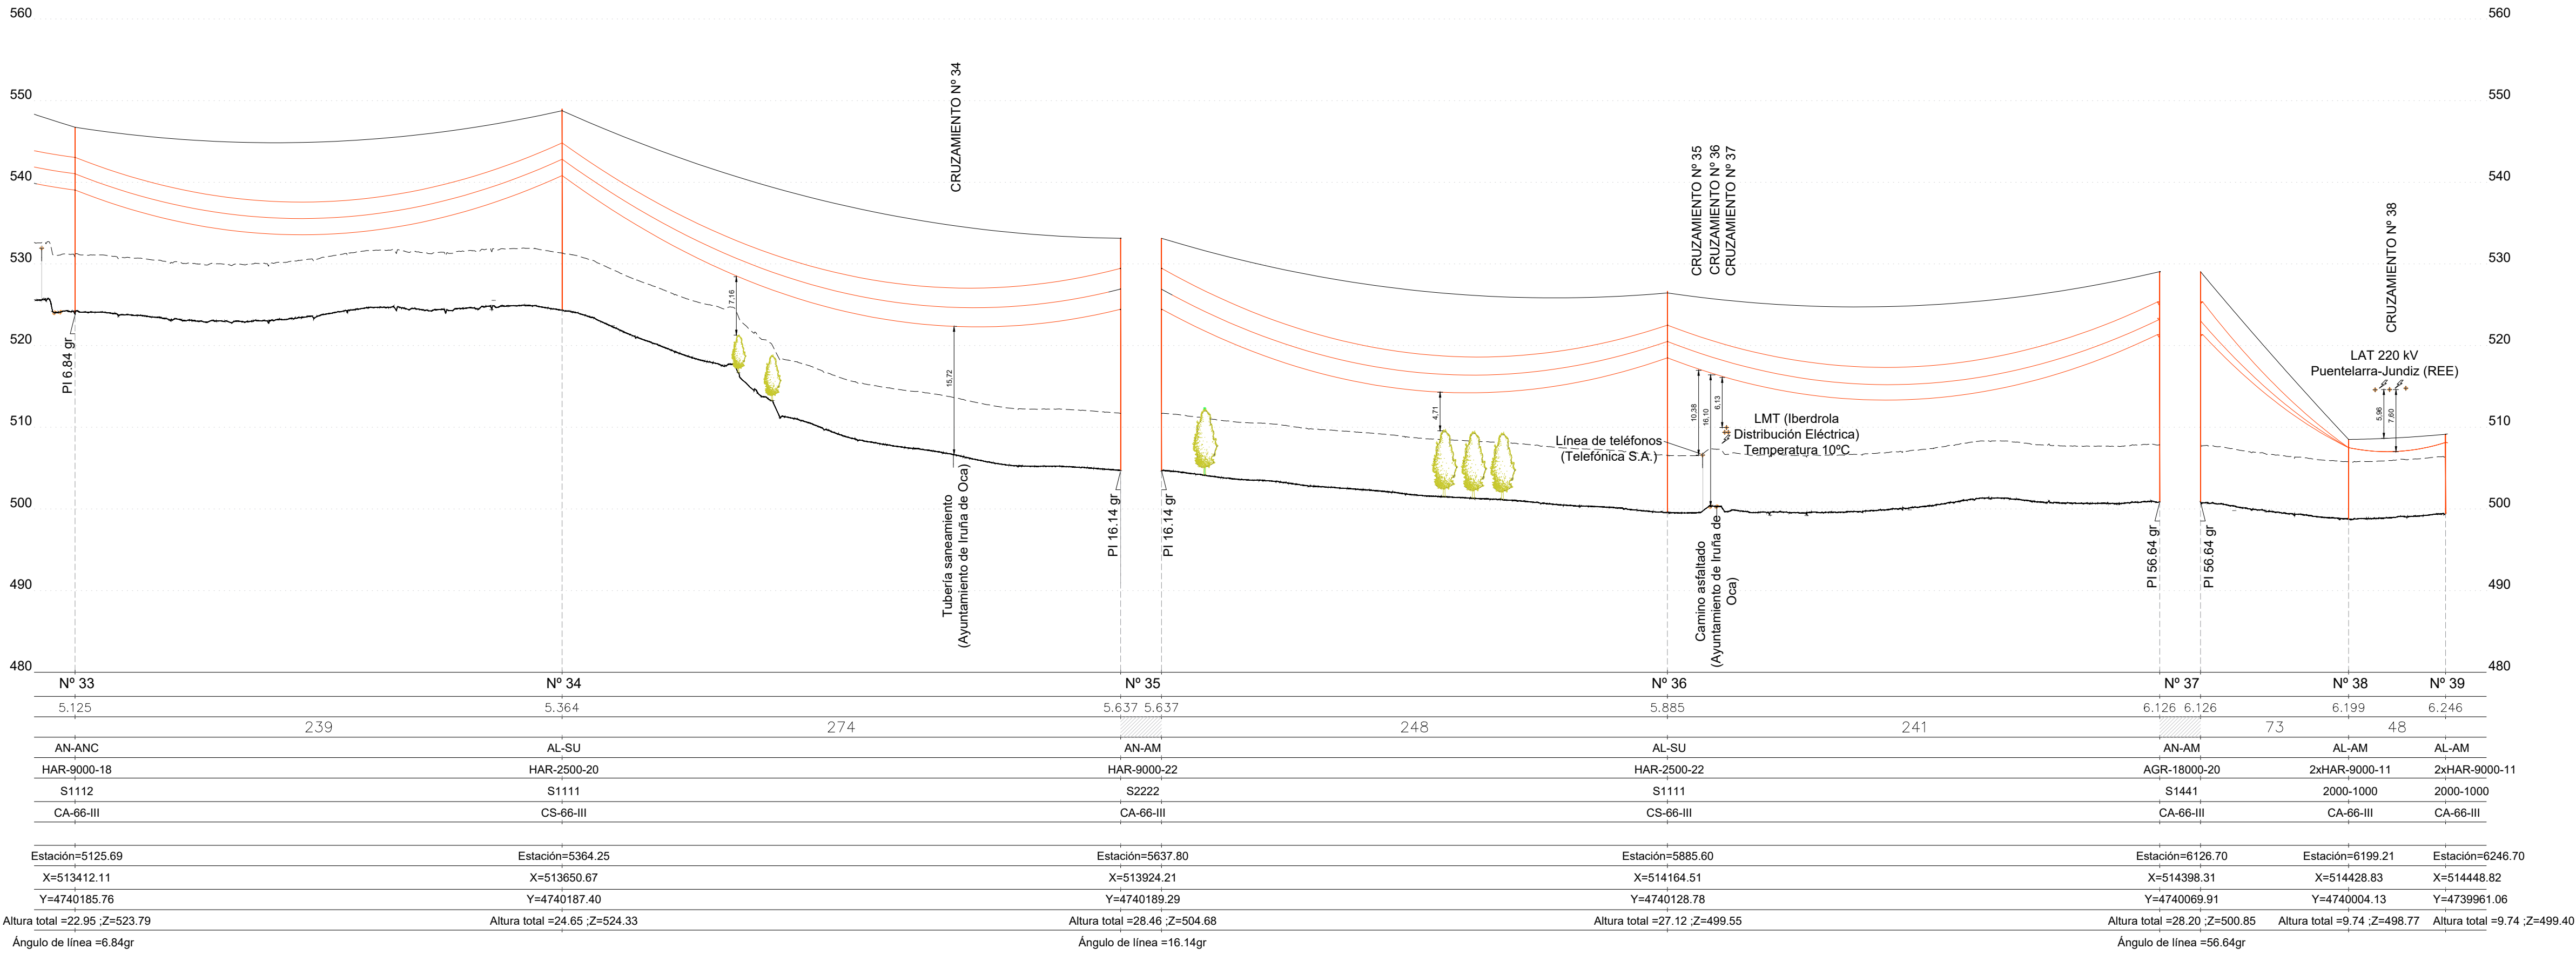 560 560
550 550
540 540
530 530
520 520
510 510
500 500
490 490
480 480
CRUZAMIENTO Nº 34
CRUZAMIENTO Nº 35
CRUZAMIENTO Nº 36
CRUZAMIENTO Nº 37
CRUZAMIENTO Nº 38
LAT 220 kV
Puentelarra-Jundiz (REE)
5,96
7,60
7,16
15,72
4,71
10,38
16,10
6,13
LMT (Iberdrola
Distribución Eléctrica)
Temperatura 10ºC
Línea de teléfonos
(Telefónica S.A.)
PI 6.84 gr
Tubería saneamiento
(Ayuntamiento de Iruña de Oca)
PI 16.14 gr
PI 16.14 gr
Camino asfaltado
(Ayuntamiento de Iruña de
Oca)
PI 56.64 gr
PI 56.64 gr
Nº 33 Nº 34 Nº 35 Nº 36 Nº 37 Nº 38 Nº 39
5.125 5.364 5.637 5.637 5.885 6.126 6.126 6.199 6.246
239 274 248 241 73 48
AN-ANC AL-SU AN-AM AL-SU AN-AM AL-AM AL-AM
HAR-9000-18 HAR-2500-20 HAR-9000-22 HAR-2500-22 AGR-18000-20 2xHAR-9000-11 2xHAR-9000-11
S1112 S1111 S2222 S1111 S1441 2000-1000 2000-1000
CA-66-III CS-66-III CA-66-III CS-66-III CA-66-III CA-66-III CA-66-III
Estación=5125.69 Estación=5364.25 Estación=5637.80 Estación=5885.60 Estación=6126.70 Estación=6199.21 Estación=6246.70
X=513412.11 X=513650.67 X=513924.21 X=514164.51 X=514398.31 X=514428.83 X=514448.82
Y=4740185.76 Y=4740187.40 Y=4740189.29 Y=4740128.78 Y=4740069.91 Y=4740004.13 Y=4739961.06
Altura total =22.95 ;Z=523.79 Altura total =24.65 ;Z=524.33 Altura total =28.46 ;Z=504.68 Altura total =27.12 ;Z=499.55 Altura total =28.20 ;Z=500.85 Altura total =9.74 ;Z=498.77 Altura total =9.74 ;Z=499.40
Ángulo de línea =6.84gr Ángulo de línea =16.14gr Ángulo de línea =56.64gr